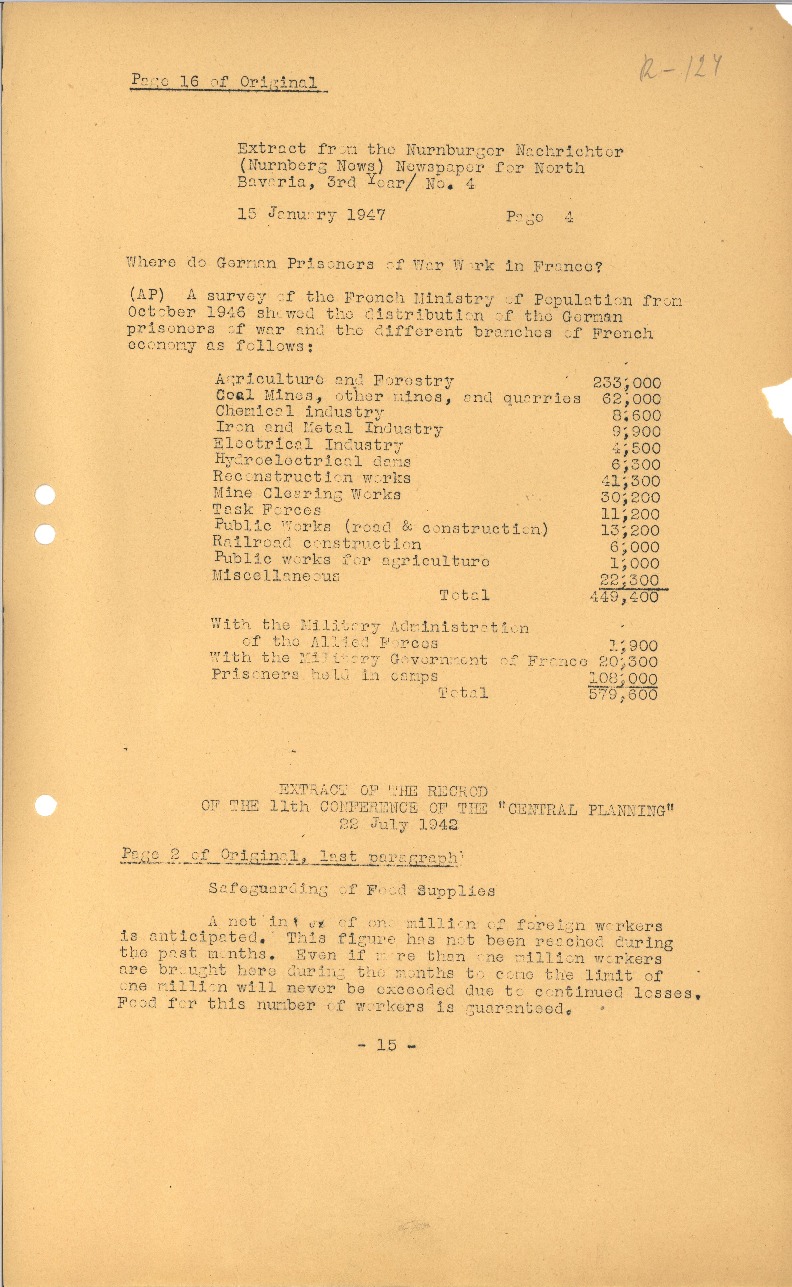 R-124
Page 16 of Original
Extract from the Nurnburger Nachrichter
(Nurnberg News) Newspaper for North
Bavaria, 3rd Year/ No. 4
15 January 1947 Page 4
Where do German Prisoners of War Work in France?
(AP) A survey of the French Ministry of Population from
October 1946 showed the distribution of the German
prisoners of war and the different branches of French
economy as follows:
Agriculture and Forestry 233,000
Coal Mines, other mines, and quarries 62,000
Chemical industry 8,600
Iron and Metal Industry 9,900
Electrical Industry 4,500
Hydroelectrical dams 6,300
Reconstruction works 41,300
Mine Clearing Works 30,200
Task Forces 11,200
Public Works (road & construction) 13,200
Railroad construction 6,000
Public works for agriculture 1,000
Miscellaneous 22,300
Total 449,400
With the Military Administration
of the Allied Forces 1,900
With the Military Government of France 20,300
Prisoners held in camps 108,000
Total 579,600
EXTRACT OF THE RECROD
OF THE 11th CONFERENCE OF THE "CENTRAL PLANNING"
22 July 1942
Page 2 of Original, last paragraph
Safeguarding of Food Supplies
A net of one million of foreign workers
is anticipated. This figure has not been reached during
the past months. Even if more than one million workers
are brought here during the months to come the limit of
one million will never be exceeded due to continued losses.
Food for this number of workers is guaranteed.
- 15 -